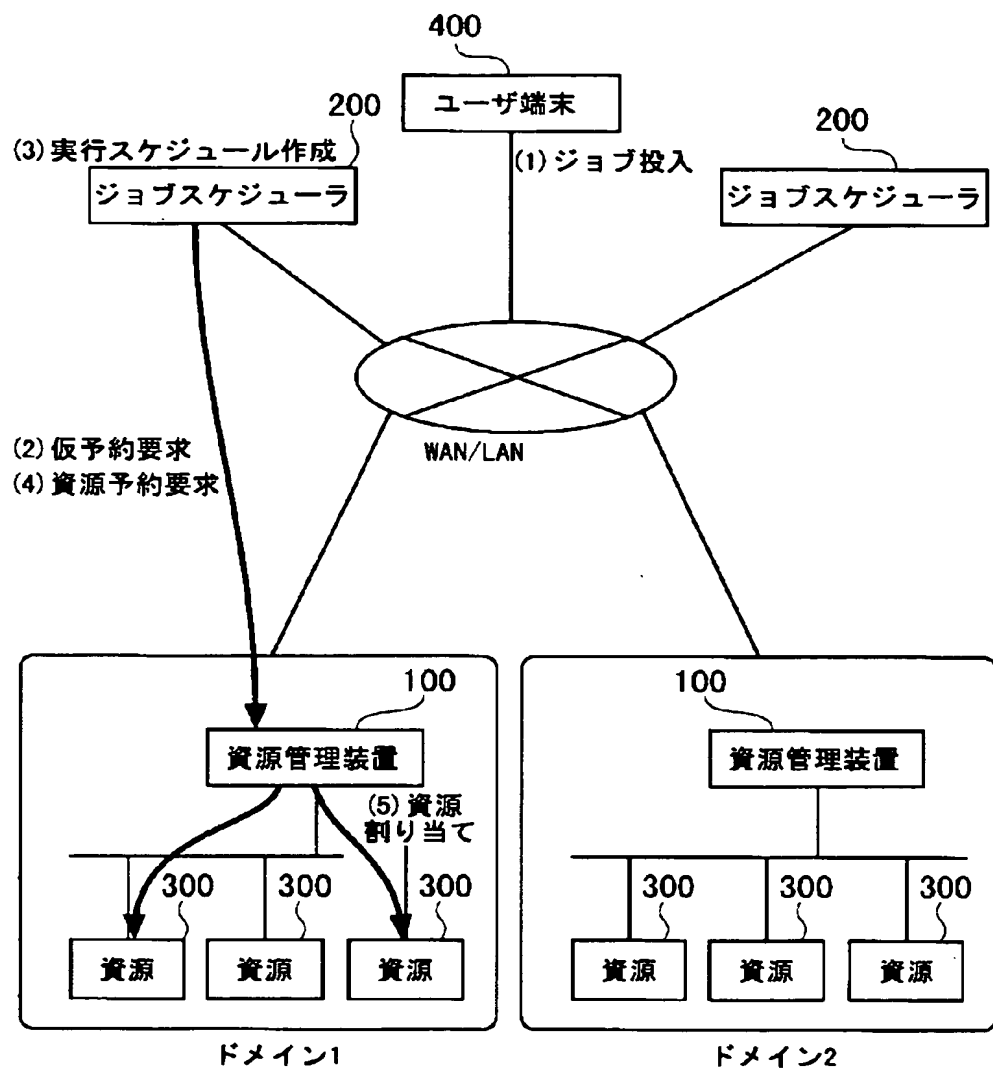 400
ユーザ端末
200
200
(3)実行スケジュール作成
(1)ジョブ投入
ジョブスケジューラ
ジョブスケジューラ
WAN/LAN
(2)仮予約要求
(4)資源予約要求
100
100
資源管理装置
資源管理装置
(5)資源
割り当て
300
300
300
300
300
300
資源
資源
資源
資源
資源
資源
ドメイン1
ドメイン2